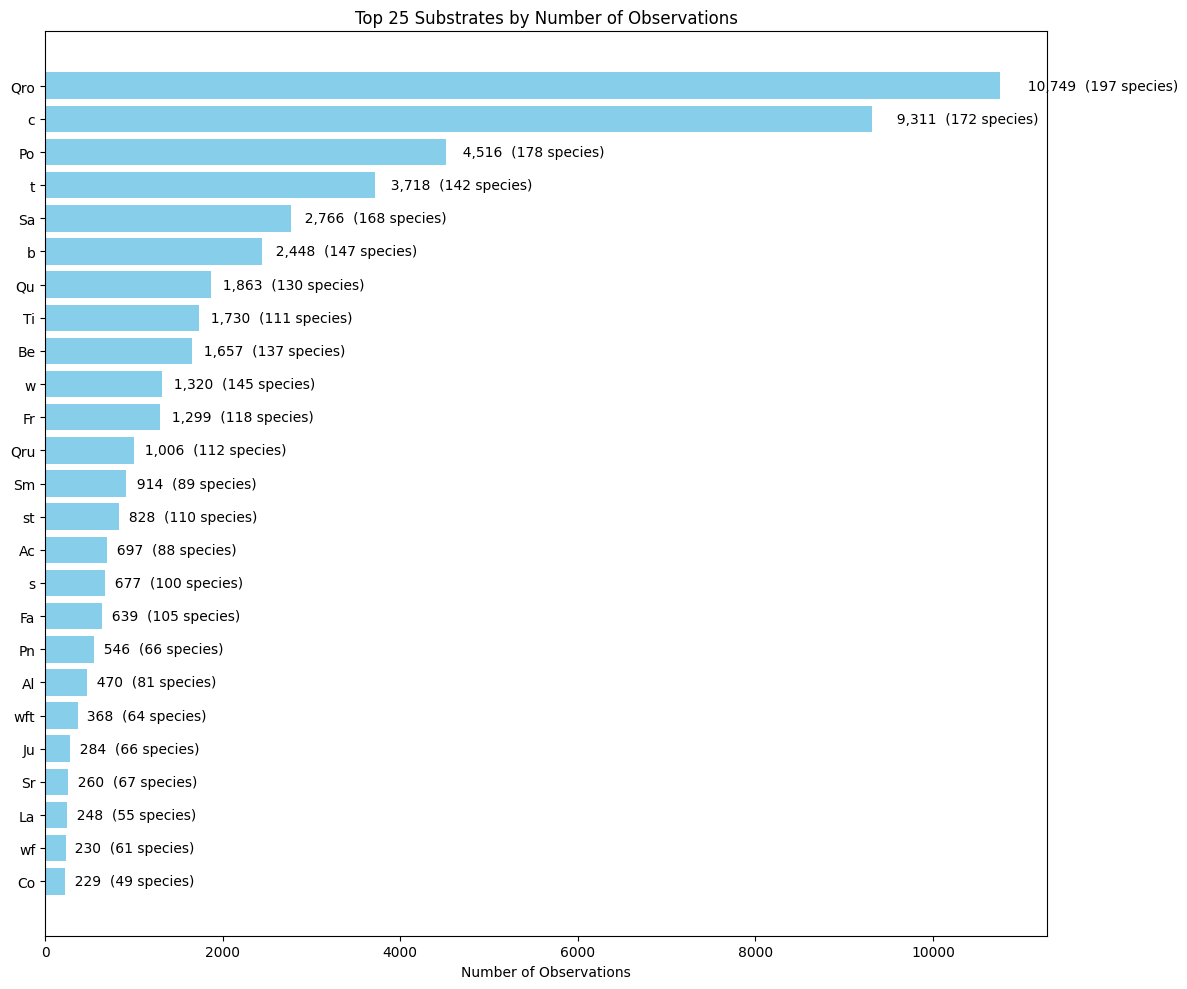 Top 25 Substrates by Number of Observations
Qro 10,749 (197 species)
c 9,311 (172 species)
Po 4,516 (178 species)
t 3,718 (142 species)
Sa 2,766 (168 species)
b 2,448 (147 species)
Qu 1,863 (130 species)
Ti 1,730 (111 species)
Be 1,657 (137 species)
w 1,320 (145 species)
Fr 1,299 (118 species)
Qru 1,006 (112 species)
Sm 914 (89 species)
st 828 (110 species)
Ac 697 (88 species)
s 677 (100 species)
Fa 639 (105 species)
Pn 546 (66 species)
Al 470 (81 species)
wft 368 (64 species)
Ju 284 (66 species)
Sr 260 (67 species)
La 248 (55 species)
wf 230 (61 species)
Co 229 (49 species)
0 2000 4000 6000 8000 10000
Number of Observations